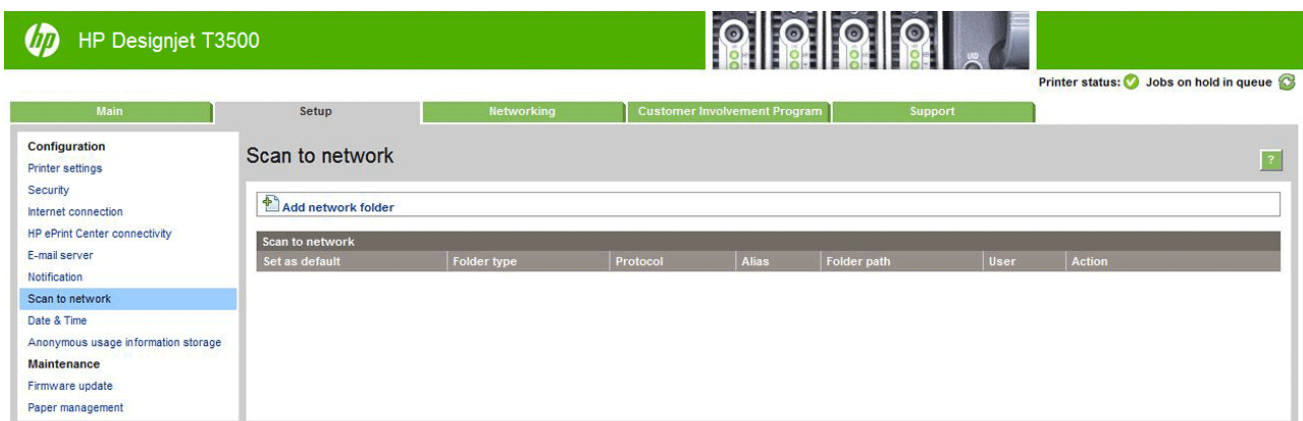 hp HP Designjet T3500
Printer status: Jobs on hold in queue
Main Setup Networking Customer Involvement Program Support
Configuration
Printer settings
Security
Internet connection
HP ePrint Center connectivity
E-mail server
Notification
Scan to network
Date & Time
Anonymous usage information storage
Maintenance
Firmware update
Paper management
Scan to network
?
Add network folder
Scan to network
Set as default Folder type Protocol Alias Folder path User Action